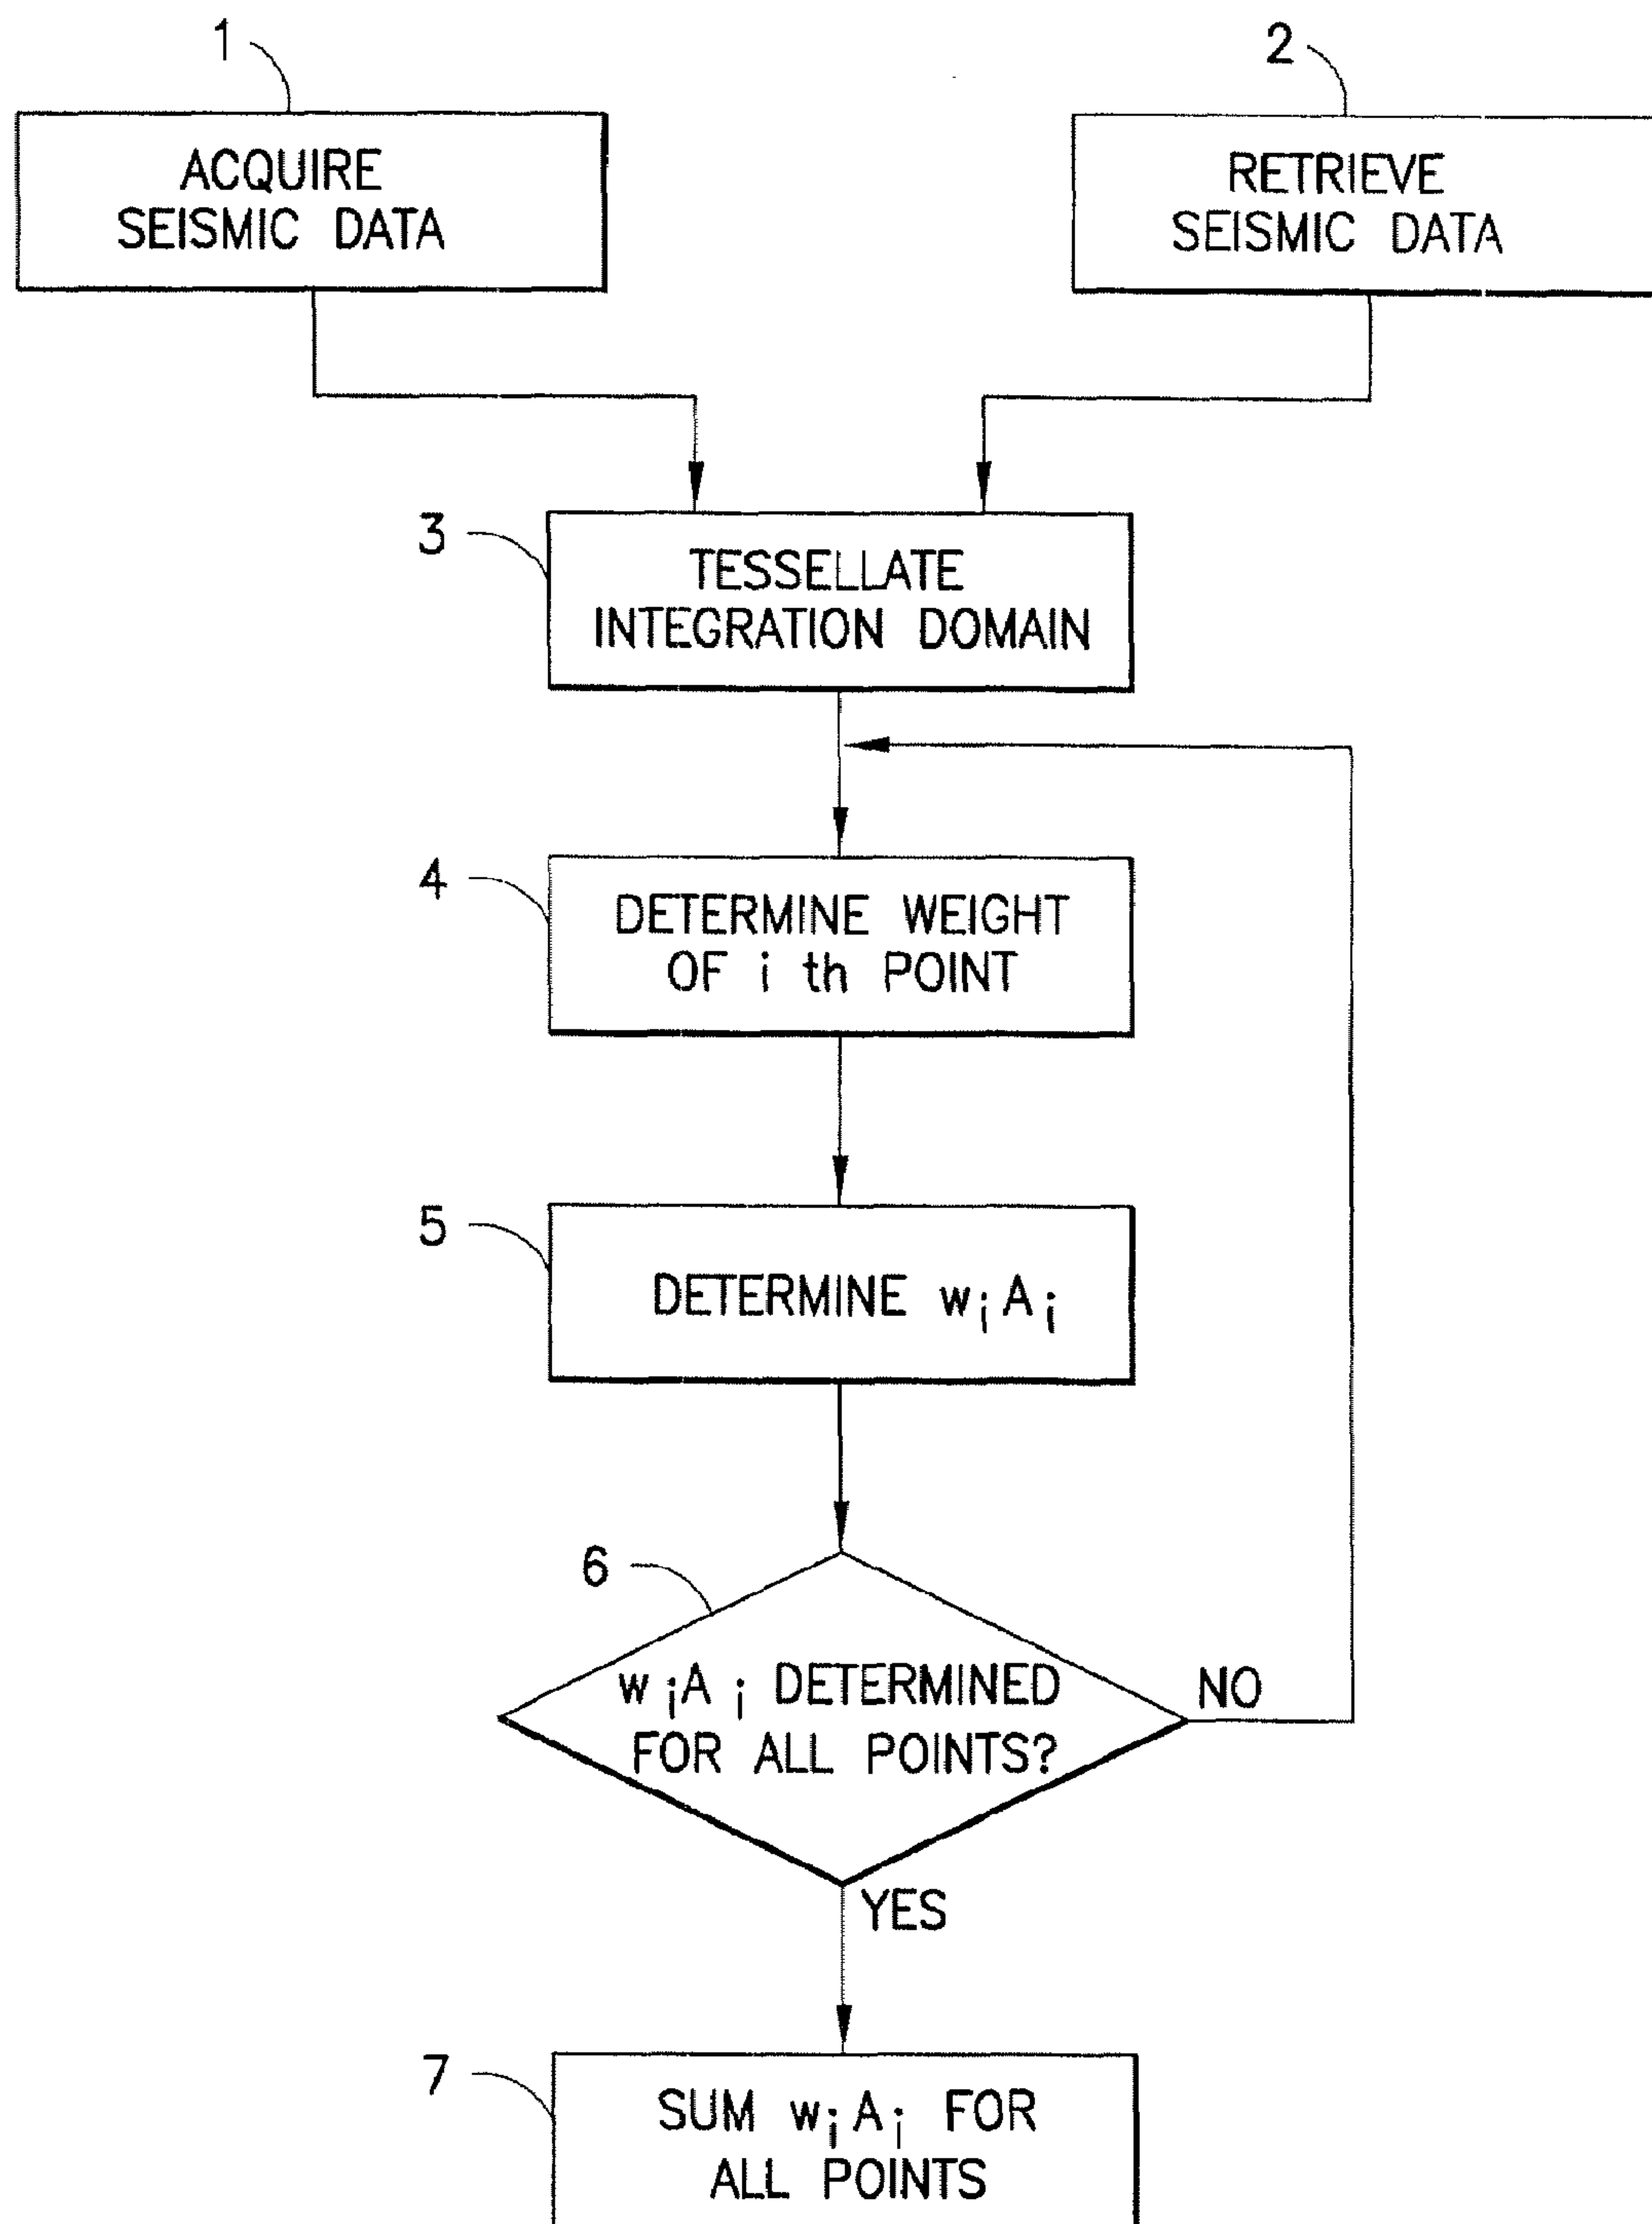 1
ACQUIRE
SEISMIC DATA
2
RETRIEVE
SEISMIC DATA
3
TESSELLATE
INTEGRATION DOMAIN
4
DETERMINE WEIGHT
OF i th POINT
5
DETERMINE wᵢAᵢ
6
wᵢAᵢ DETERMINED
FOR ALL POINTS?
NO
YES
7
SUM wᵢAᵢ FOR
ALL POINTS